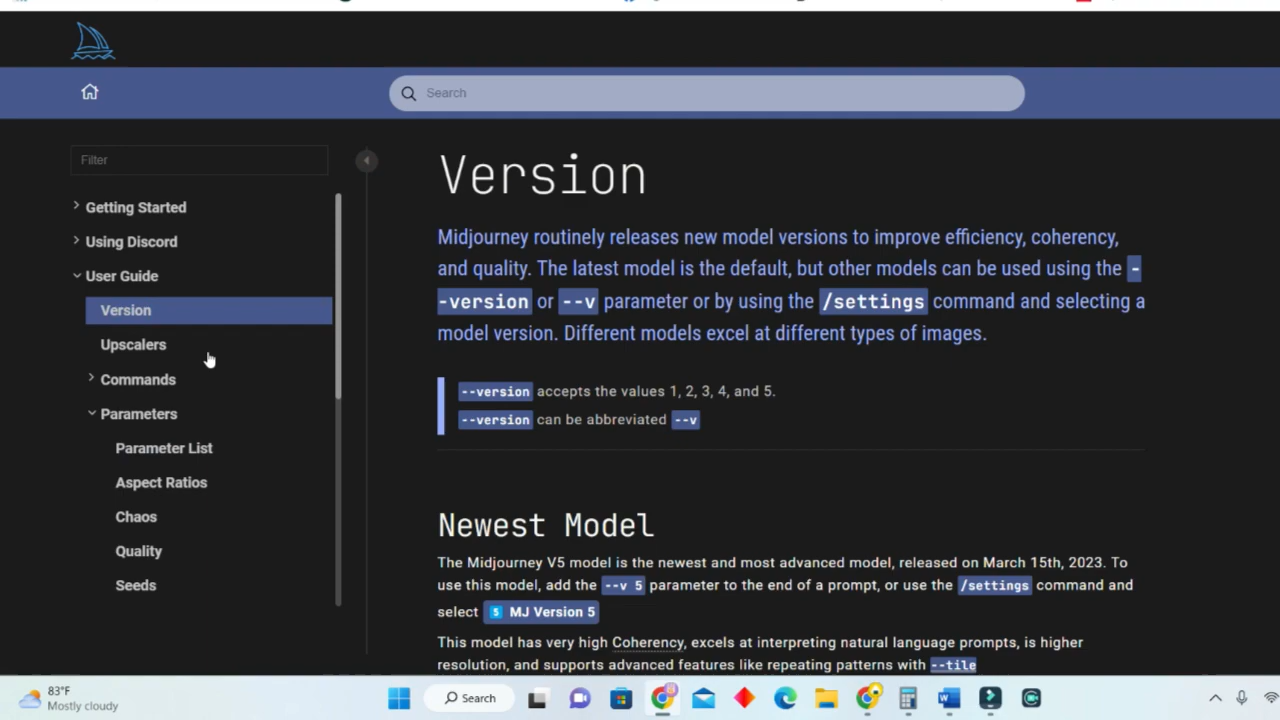 Search
Filter
Getting Started
Using Discord
User Guide
Version
Upscalers
Commands
Parameters
Parameter List
Aspect Ratios
Chaos
Quality
Seeds
Version
Midjourney routinely releases new model versions to improve efficiency, coherency,
and quality. The latest model is the default, but other models can be used using the -
-version or --v parameter or by using the /settings command and selecting a
model version. Different models excel at different types of images.
--version accepts the values 1, 2, 3, 4, and 5.
--version can be abbreviated --v
Newest Model
The Midjourney V5 model is the newest and most advanced model, released on March 15th, 2023. To
use this model, add the --v 5 parameter to the end of a prompt, or use the /settings command and
select 5 MJ Version 5
This model has very high Coherency, excels at interpreting natural language prompts, is higher
resolution, and supports advanced features like repeating patterns with --tile
83°F
Mostly cloudy
Search